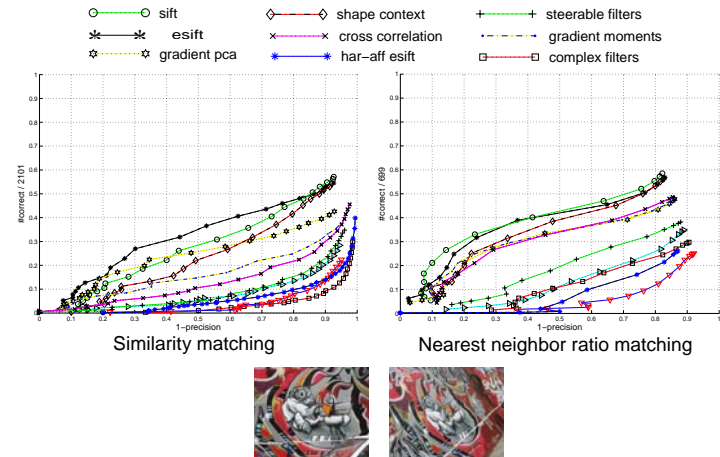 sift shape context steerable filters
esift cross correlation gradient moments
gradient pca har-aff esift complex filters
1 1
0.9 0.9
0.8 0.8
0.7 0.7
0.6 0.6
#correct / 2101 #correct / 699
0.5 0.5
0.4 0.4
0.3 0.3
0.2 0.2
0.1 0.1
0 0
0 0.1 0.2 0.3 0.4 0.5 0.6 0.7 0.8 0.9 1 0 0.1 0.2 0.3 0.4 0.5 0.6 0.7 0.8 0.9 1
1−precision 1−precision
Similarity matching Nearest neighbor ratio matching